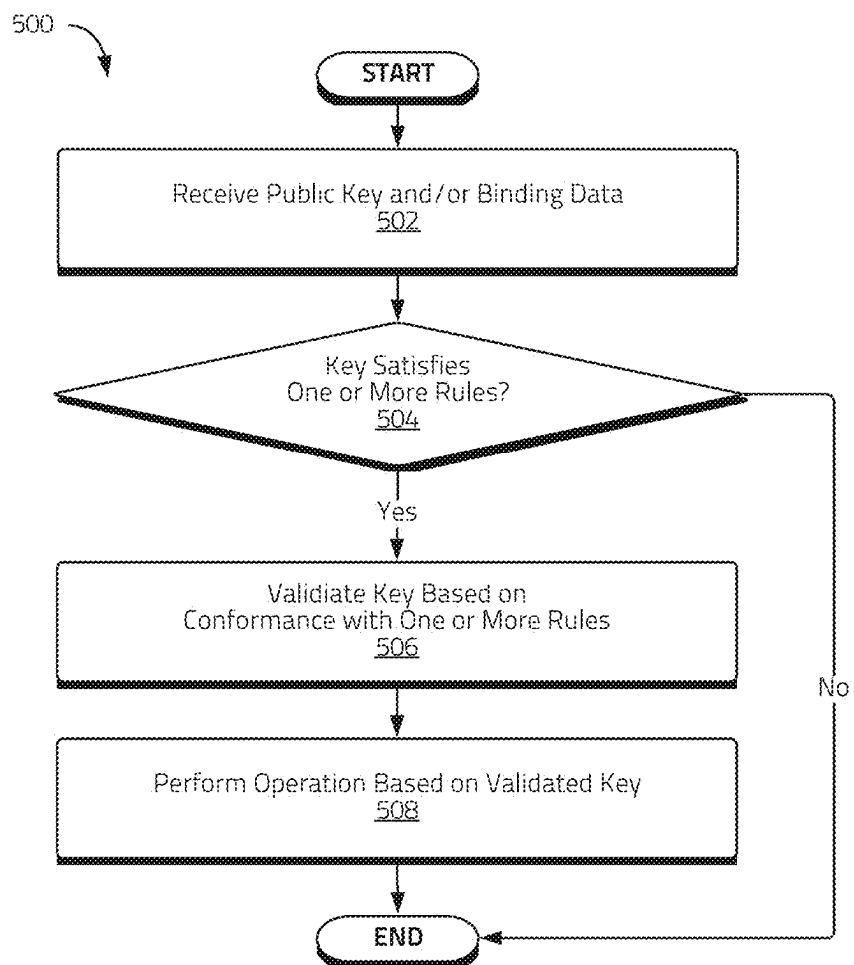 500
START
Receive Public Key and/or Binding Data
502
Key Satisfies
One or More Rules?
504
Yes
Validiate Key Based on
Conformance with One or More Rules
506
No
Perform Operation Based on Validated Key
508
END